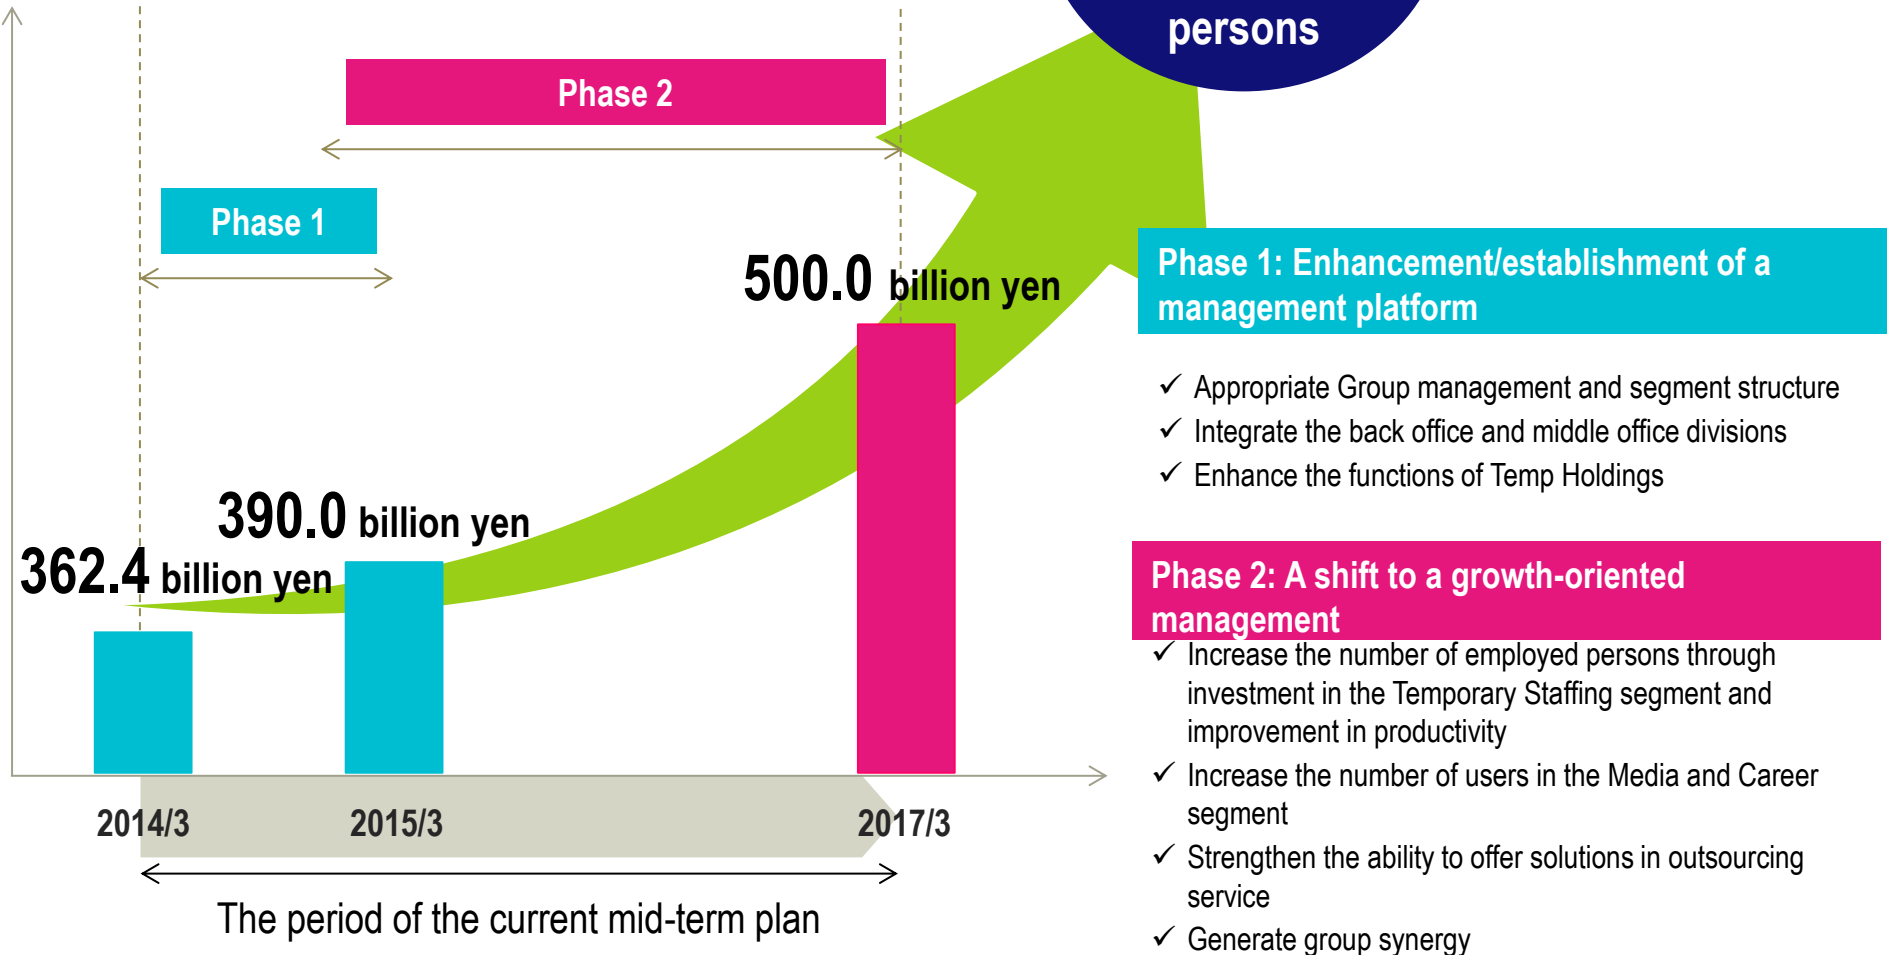 persons
Phase 2
Phase 1
500.0 billion yen
390.0 billion yen
362.4 billion yen
2014/3
2015/3
2017/3
The period of the current mid-term plan
Phase 1: Enhancement/establishment of a
management platform
✓ Appropriate Group management and segment structure
✓ Integrate the back office and middle office divisions
✓ Enhance the functions of Temp Holdings
Phase 2: A shift to a growth-oriented
management
✓ Increase the number of employed persons through
investment in the Temporary Staffing segment and
improvement in productivity
✓ Increase the number of users in the Media and Career
segment
✓ Strengthen the ability to offer solutions in outsourcing
service
✓ Generate group synergy